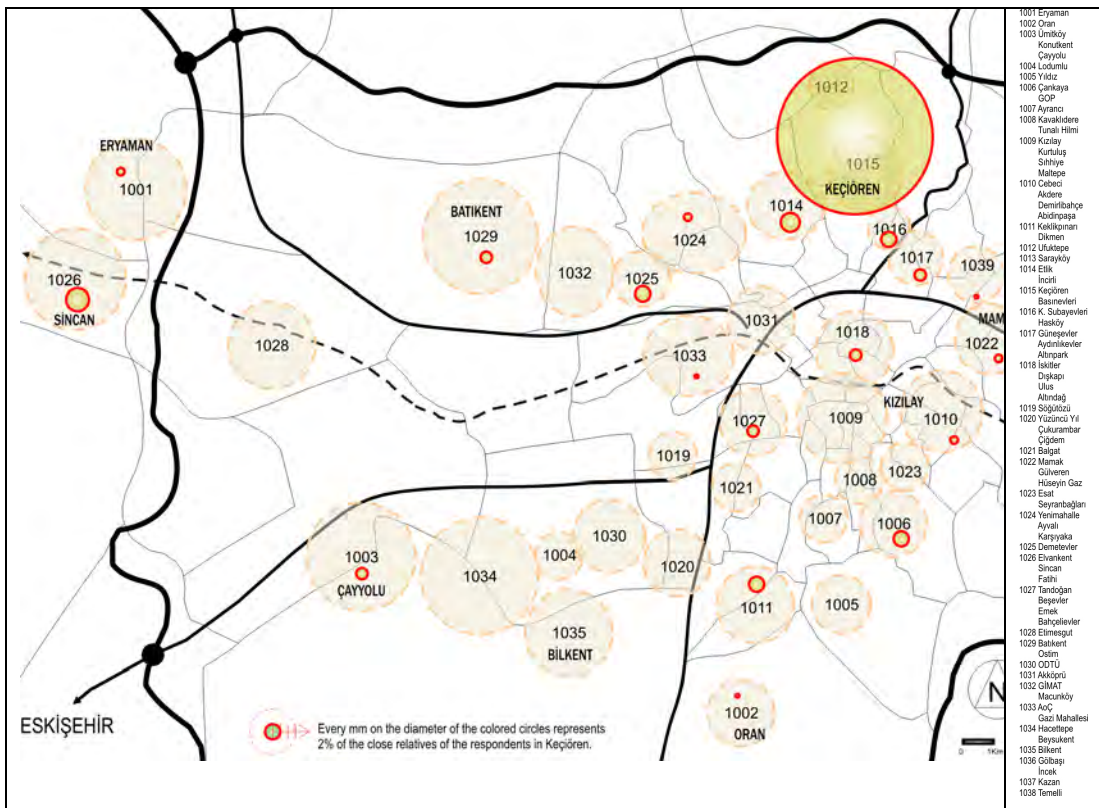 1012
1015
KEÇİÖREN
ERYAMAN
1001
BATIKENT
1029
1032
1024
1025
1014
1016
1017
1039
1026
SİNCAN
1028
1031
1033
1018
MAM
1022
KIZILAY
1027
1009
1010
1019
1021
1008
1023
1007
1006
1003
ÇAYYOLU
1034
1004
1030
1020
1011
1005
1035
BİLKENT
1002
ORAN
ESKİŞEHİR
Every mm on the diameter of the colored circles represents
2% of the close relatives of the respondents in Keçiören.
N
0 1Km
1001 Eryaman
1002 Oran
1003 Ümitköy
Konutkent
Çayyolu
1004 Lodumlu
1005 Yıldız
1006 Çankaya
GOP
1007 Ayrancı
1008 Kavaklıdere
Tunalı Hilmi
1009 Kızılay
Kurtuluş
Sıhhiye
Maltepe
1010 Cebeci
Akdere
Demirlibahçe
Abidinpaşa
1011 Keklikpınarı
Dikmen
1012 Ufuktepe
1013 Sarayköy
1014 Etlik
İncirli
1015 Keçiören
Basınevleri
1016 K. Subayevleri
Hasköy
1017 Güneşevler
Aydınlıkevler
Altınpark
1018 İskitler
Dışkapı
Ulus
Altındağ
1019 Söğütözü
1020 Yüzüncü Yıl
Çukurambar
Çiğdem
1021 Balgat
1022 Mamak
Gülveren
Hüseyin Gaz
1023 Esat
Seyranbağları
1024 Yenimahalle
Ayvalı
Karşıyaka
1025 Demetevler
1026 Elvankent
Sincan
Fatihi
1027 Tandoğan
Beşevler
Emek
Bahçelievler
1028 Etimesgut
1029 Batıkent
Ostim
1030 ODTÜ
1031 Akköprü
1032 GİMAT
Macunköy
1033 AoÇ
Gazi Mahallesi
1034 Hacettepe
Beysukent
1035 Bilkent
1036 Gölbaşı
İncek
1037 Kazan
1038 Temelli